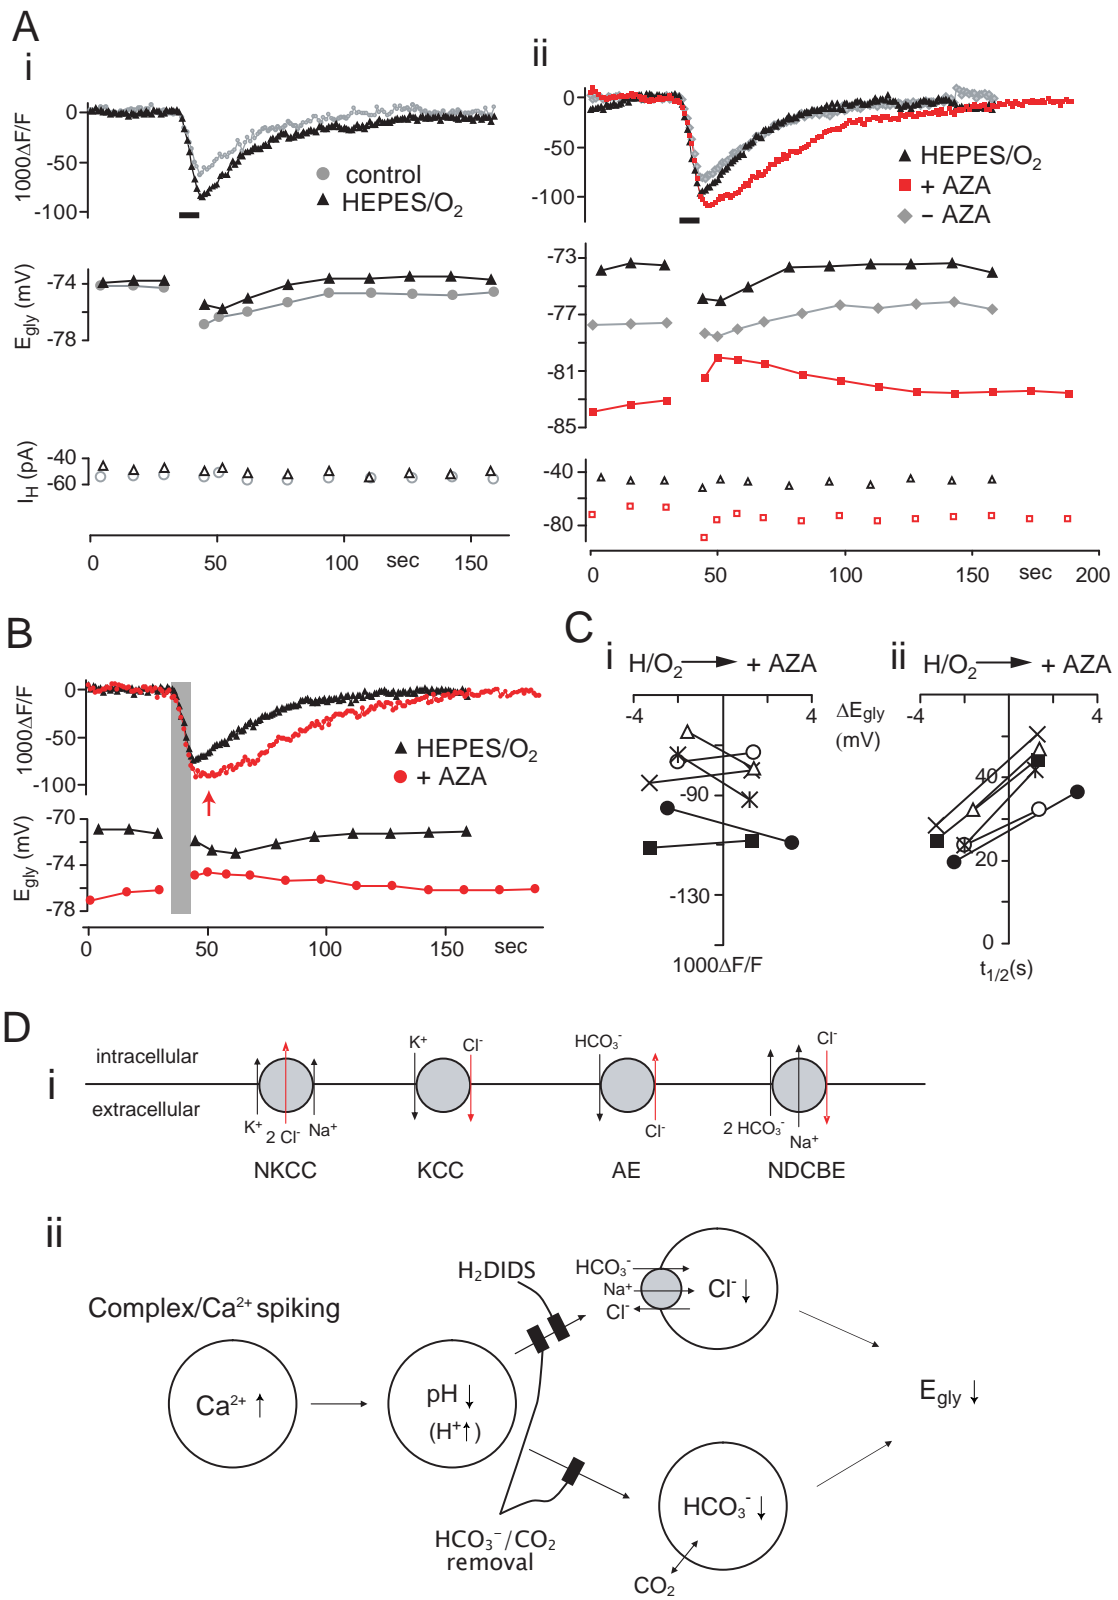 A
i
1000ΔF/F
0
-50
-100
control
HEPES/O₂
E_gly (mV)
-74
-78
I_H (pA)
-40
-60
0
50
100
sec
150
ii
0
-50
-100
HEPES/O₂
+ AZA
– AZA
-73
-77
-81
-85
-40
-80
0
50
100
150
sec
200
B
1000ΔF/F
0
-50
-100
HEPES/O₂
+ AZA
E_gly (mV)
-70
-74
-78
0
50
100
150
sec
C
i
H/O₂ → + AZA
-4
4
ΔE_gly
(mV)
-90
-130
1000ΔF/F
ii
H/O₂ → + AZA
-4
4
40
20
0
t₁/₂(s)
D
i
intracellular
extracellular
K⁺
2 Cl⁻
Na⁺
NKCC
K⁺
Cl⁻
KCC
HCO₃⁻
Cl⁻
AE
Cl⁻
2 HCO₃⁻
Na⁺
NDCBE
ii
Complex/Ca²⁺ spiking
Ca²⁺ ↑
pH ↓
(H⁺↑)
H₂DIDS
HCO₃⁻
Na⁺
Cl⁻
Cl⁻ ↓
HCO₃⁻/CO₂
removal
HCO₃⁻ ↓
CO₂
E_gly ↓